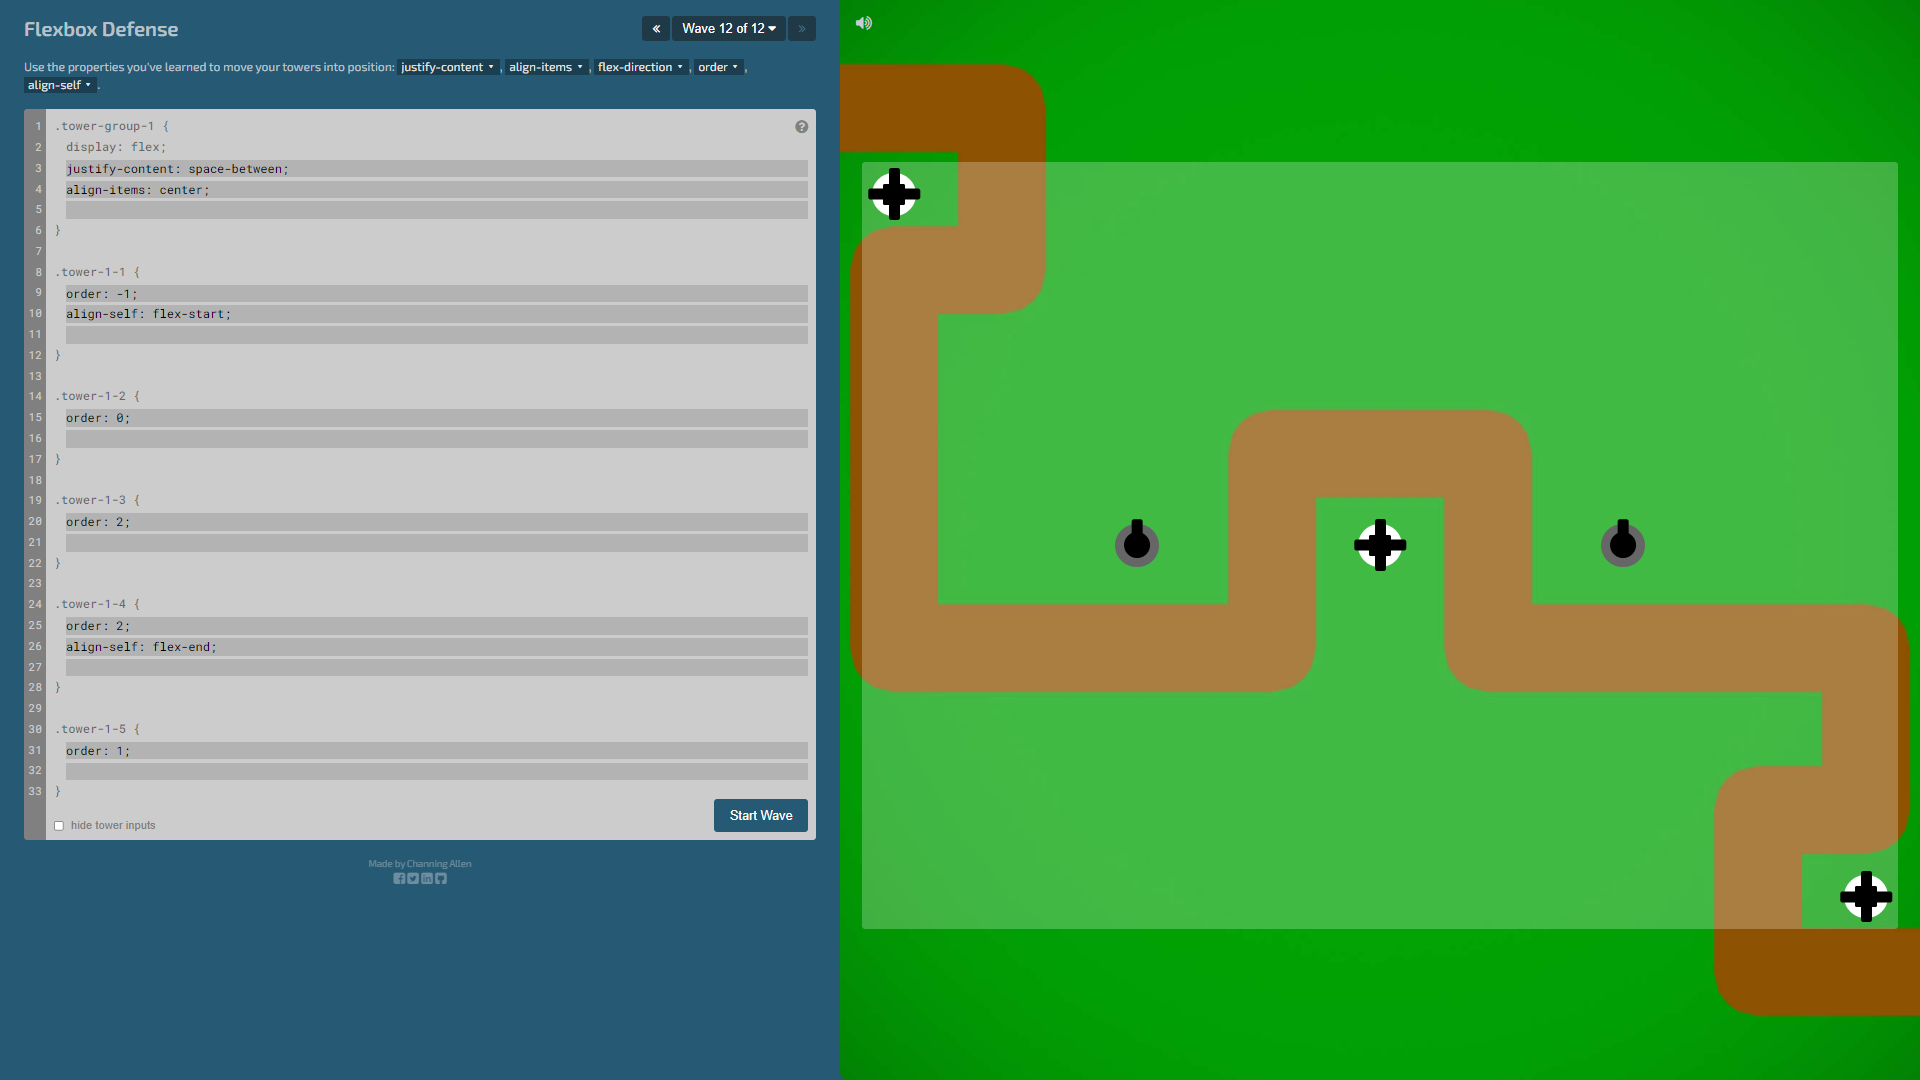 Flexbox Defense
« Wave 12 of 12 »
Use the properties you've learned to move your towers into position: justify-content , align-items , flex-direction , order ,
align-self .
1 .tower-group-1 {
2 display: flex;
3 justify-content: space-between;
4 align-items: center;
5
6 }
7
8 .tower-1-1 {
9 order: -1;
10 align-self: flex-start;
11
12 }
13
14 .tower-1-2 {
15 order: 0;
16
17 }
18
19 .tower-1-3 {
20 order: 2;
21
22 }
23
24 .tower-1-4 {
25 order: 2;
26 align-self: flex-end;
27
28 }
29
30 .tower-1-5 {
31 order: 1;
32
33 }
hide tower inputs
Start Wave
Made by Channing Allen